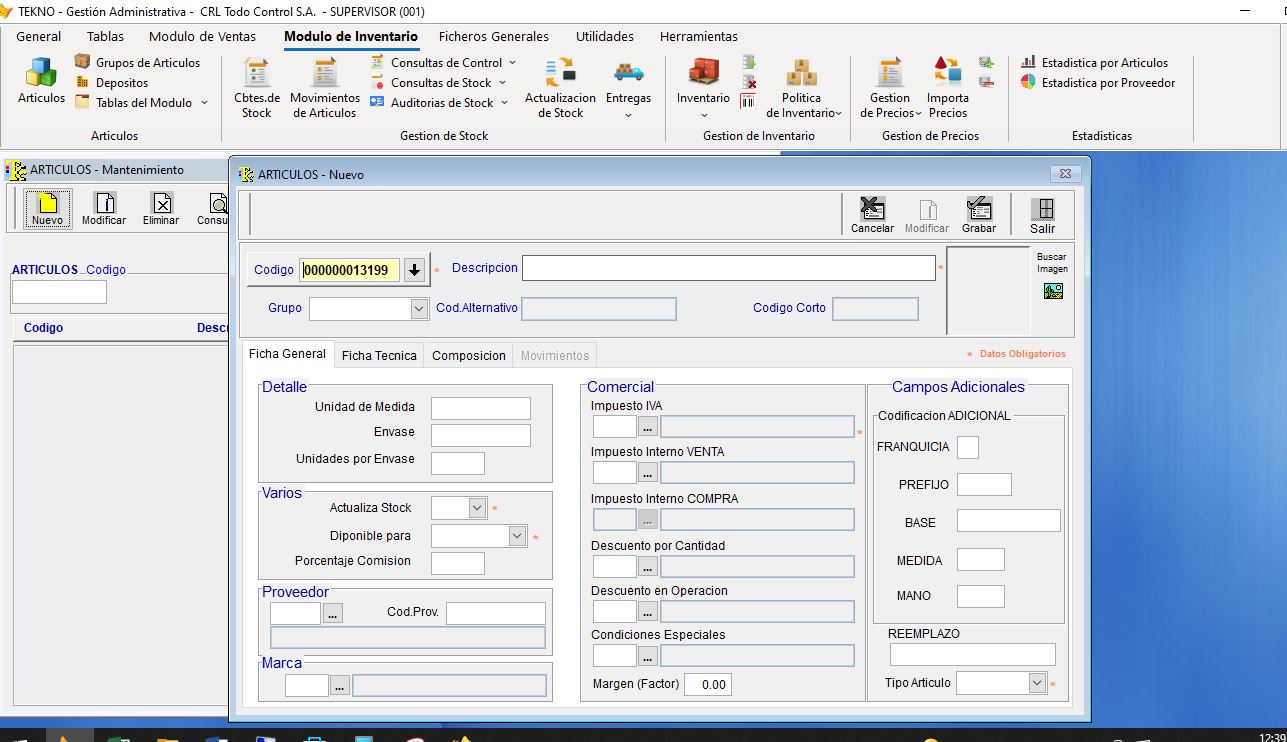 TEKNO - Gestión Administrativa - CRL Todo Control S.A. - SUPERVISOR (001)
General Tablas Modulo de Ventas Modulo de Inventario Ficheros Generales Utilidades Herramientas
Articulos
Grupos de Articulos
Depositos
Tablas del Modulo
Articulos
Cbtes.de Stock
Movimientos de Articulos
Consultas de Control
Consultas de Stock
Auditorias de Stock
Actualizacion de Stock
Entregas
Gestion de Stock
Inventario
Politica de Inventario
Gestion de Inventario
Gestion de Precios
Importa Precios
Gestion de Precios
Estadistica por Articulos
Estadistica por Proveedor
Estadisticas
ARTICULOS - Mantenimiento
Nuevo Modificar Eliminar Consu
ARTICULOS Codigo
Codigo Descr
ARTICULOS - Nuevo
Cancelar Modificar Grabar Salir
Codigo 000000013199 * Descripcion *
Buscar Imagen
Grupo Cod.Alternativo Codigo Corto
Ficha General Ficha Tecnica Composicion Movimientos
* Datos Obligatorios
Detalle
Unidad de Medida
Envase
Unidades por Envase
Varios
Actualiza Stock *
Diponible para *
Porcentaje Comision
Proveedor
... Cod.Prov.
Marca
...
Comercial
Impuesto IVA
... *
Impuesto Interno VENTA
...
Impuesto Interno COMPRA
...
Descuento por Cantidad
...
Descuento en Operacion
...
Condiciones Especiales
...
Margen (Factor) 0.00
Campos Adicionales
Codificacion ADICIONAL
FRANQUICIA
PREFIJO
BASE
MEDIDA
MANO
REEMPLAZO
Tipo Articulo *
12:39